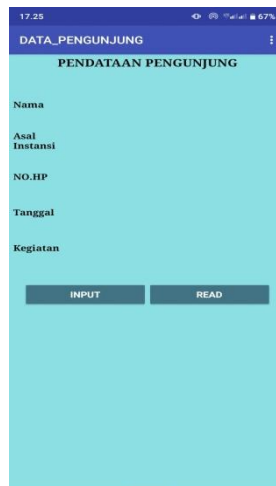 17.25
67%
DATA_PENGUNJUNG
PENDATAAN PENGUNJUNG
Nama
Asal
Instansi
NO.HP
Tanggal
Kegiatan
INPUT READ